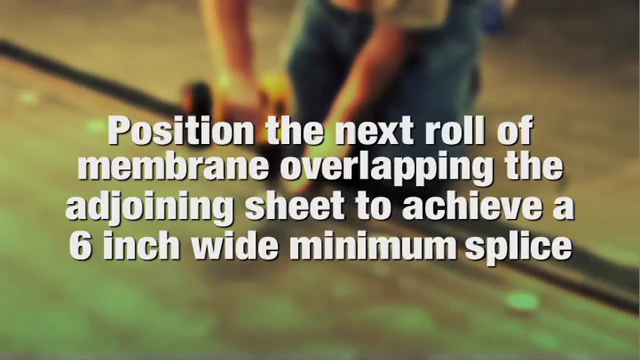 Position the next roll of
membrane overlapping the
adjoining sheet to achieve a
6 inch wide minimum splice